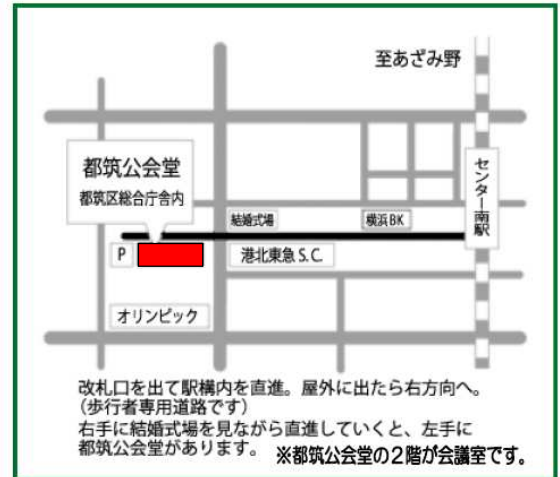 至あざみ野
都筑公会堂
都筑区総合庁舎内
センター南駅
結婚式場
横浜BK
P
港北東急S.C.
オリンピック
改札口を出て駅構内を直進。屋外に出たら右方向へ。
（歩行者専用道路です）
右手に結婚式場を見ながら直進していくと、左手に
都筑公会堂があります。 ※都筑公会堂の2階が会議室です。